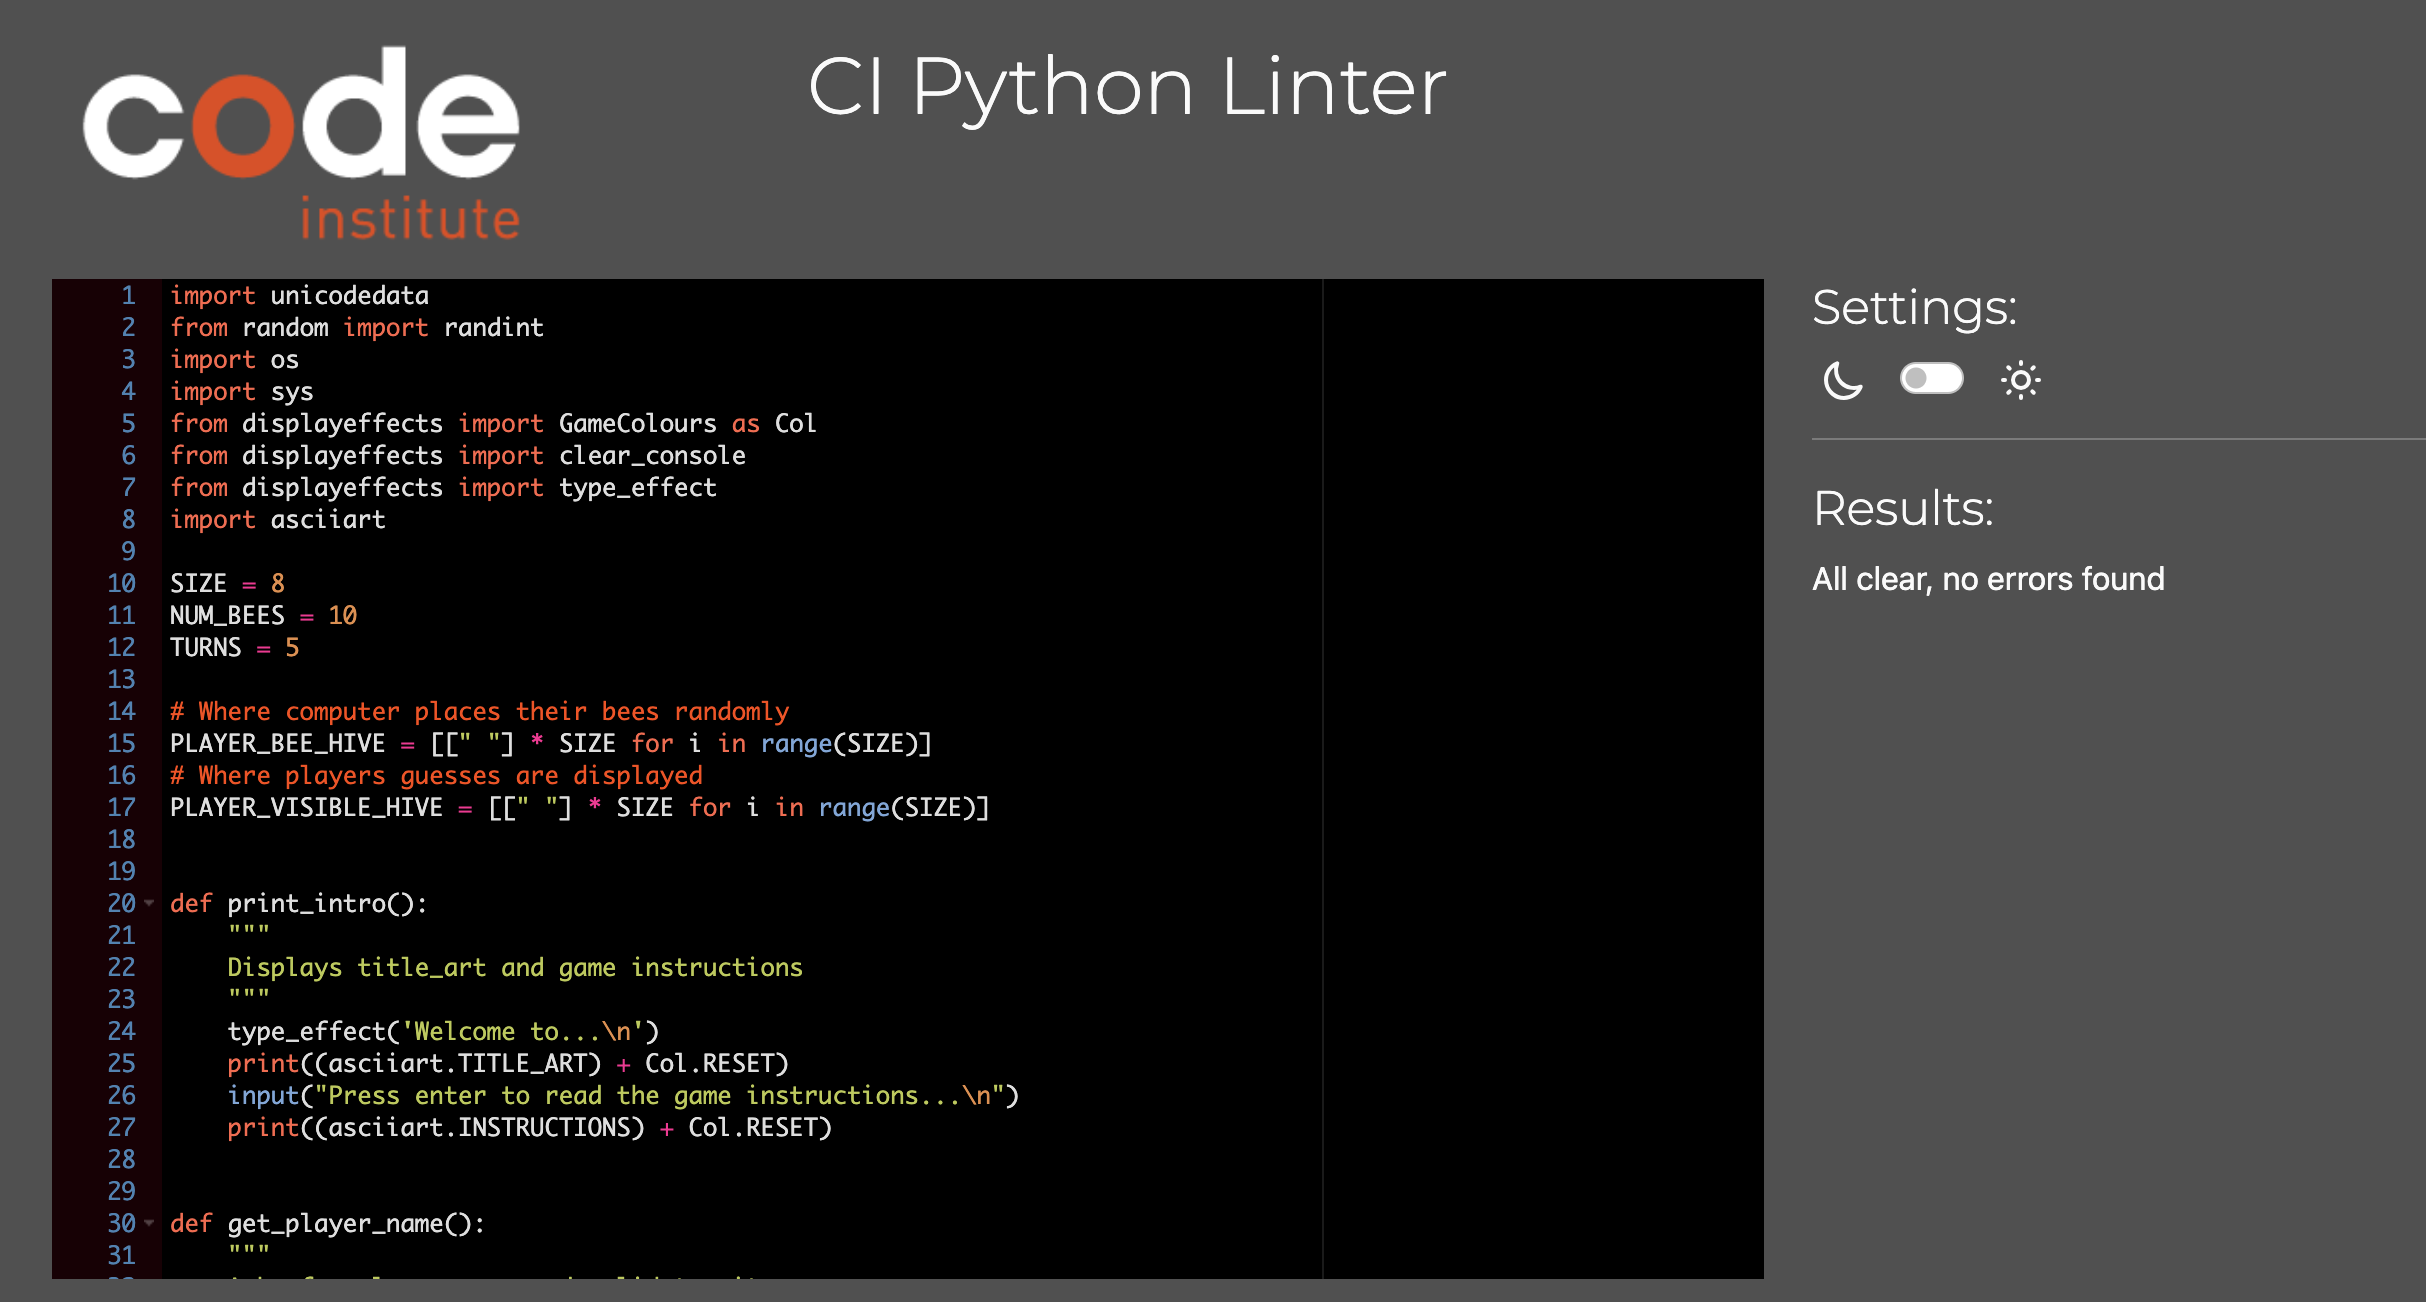 code
institute
CI Python Linter
1 import unicodedata
2 from random import randint
3 import os
4 import sys
5 from displayeffects import GameColours as Col
6 from displayeffects import clear_console
7 from displayeffects import type_effect
8 import asciiart
9
10 SIZE = 8
11 NUM_BEES = 10
12 TURNS = 5
13
14 # Where computer places their bees randomly
15 PLAYER_BEE_HIVE = [[" "] * SIZE for i in range(SIZE)]
16 # Where players guesses are displayed
17 PLAYER_VISIBLE_HIVE = [[" "] * SIZE for i in range(SIZE)]
18
19
20 def print_intro():
21     """
22     Displays title_art and game instructions
23     """
24     type_effect('Welcome to...\n')
25     print((asciiart.TITLE_ART) + Col.RESET)
26     input("Press enter to read the game instructions...\n")
27     print((asciiart.INSTRUCTIONS) + Col.RESET)
28
29
30 def get_player_name():
31     """
Settings:
Results:
All clear, no errors found